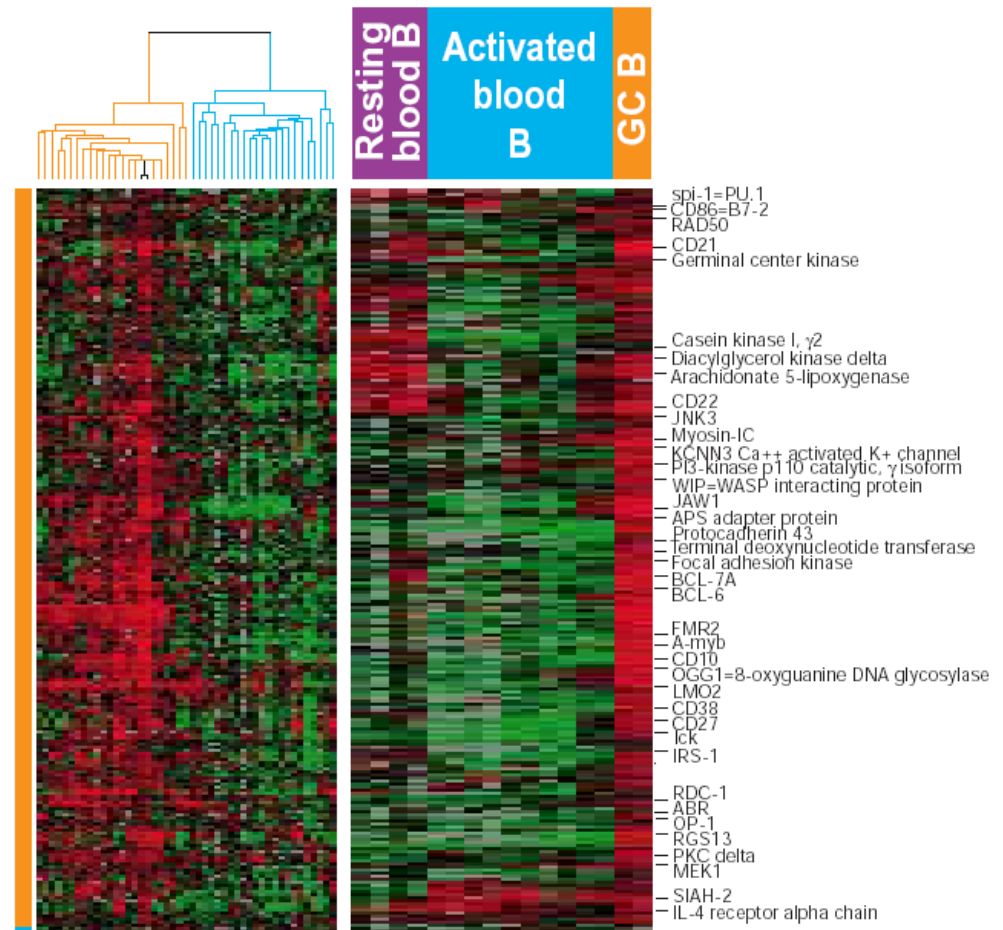 Resting
blood B
Activated
blood
B
GC B
spi-1=PU.1
CD86=B7-2
RAD50
CD21
Germinal center kinase
Casein kinase I, γ2
Diacylglycerol kinase delta
Arachidonate 5-lipoxygenase
CD22
JNK3
Myosin-IC
KCNN3 Ca++ activated K+ channel
PI3-kinase p110 catalytic, γ isoform
WIP=WASP interacting protein
JAW1
APS adapter protein
Protocadherin 43
Terminal deoxynucleotide transferase
Focal adhesion kinase
BCL-7A
BCL-6
FMR2
A-myb
CD10
OGG1=8-oxyguanine DNA glycosylase
LMO2
CD38
CD27
lck
IRS-1
RDC-1
ABR
OP-1
RGS13
PKC delta
MEK1
SIAH-2
IL-4 receptor alpha chain